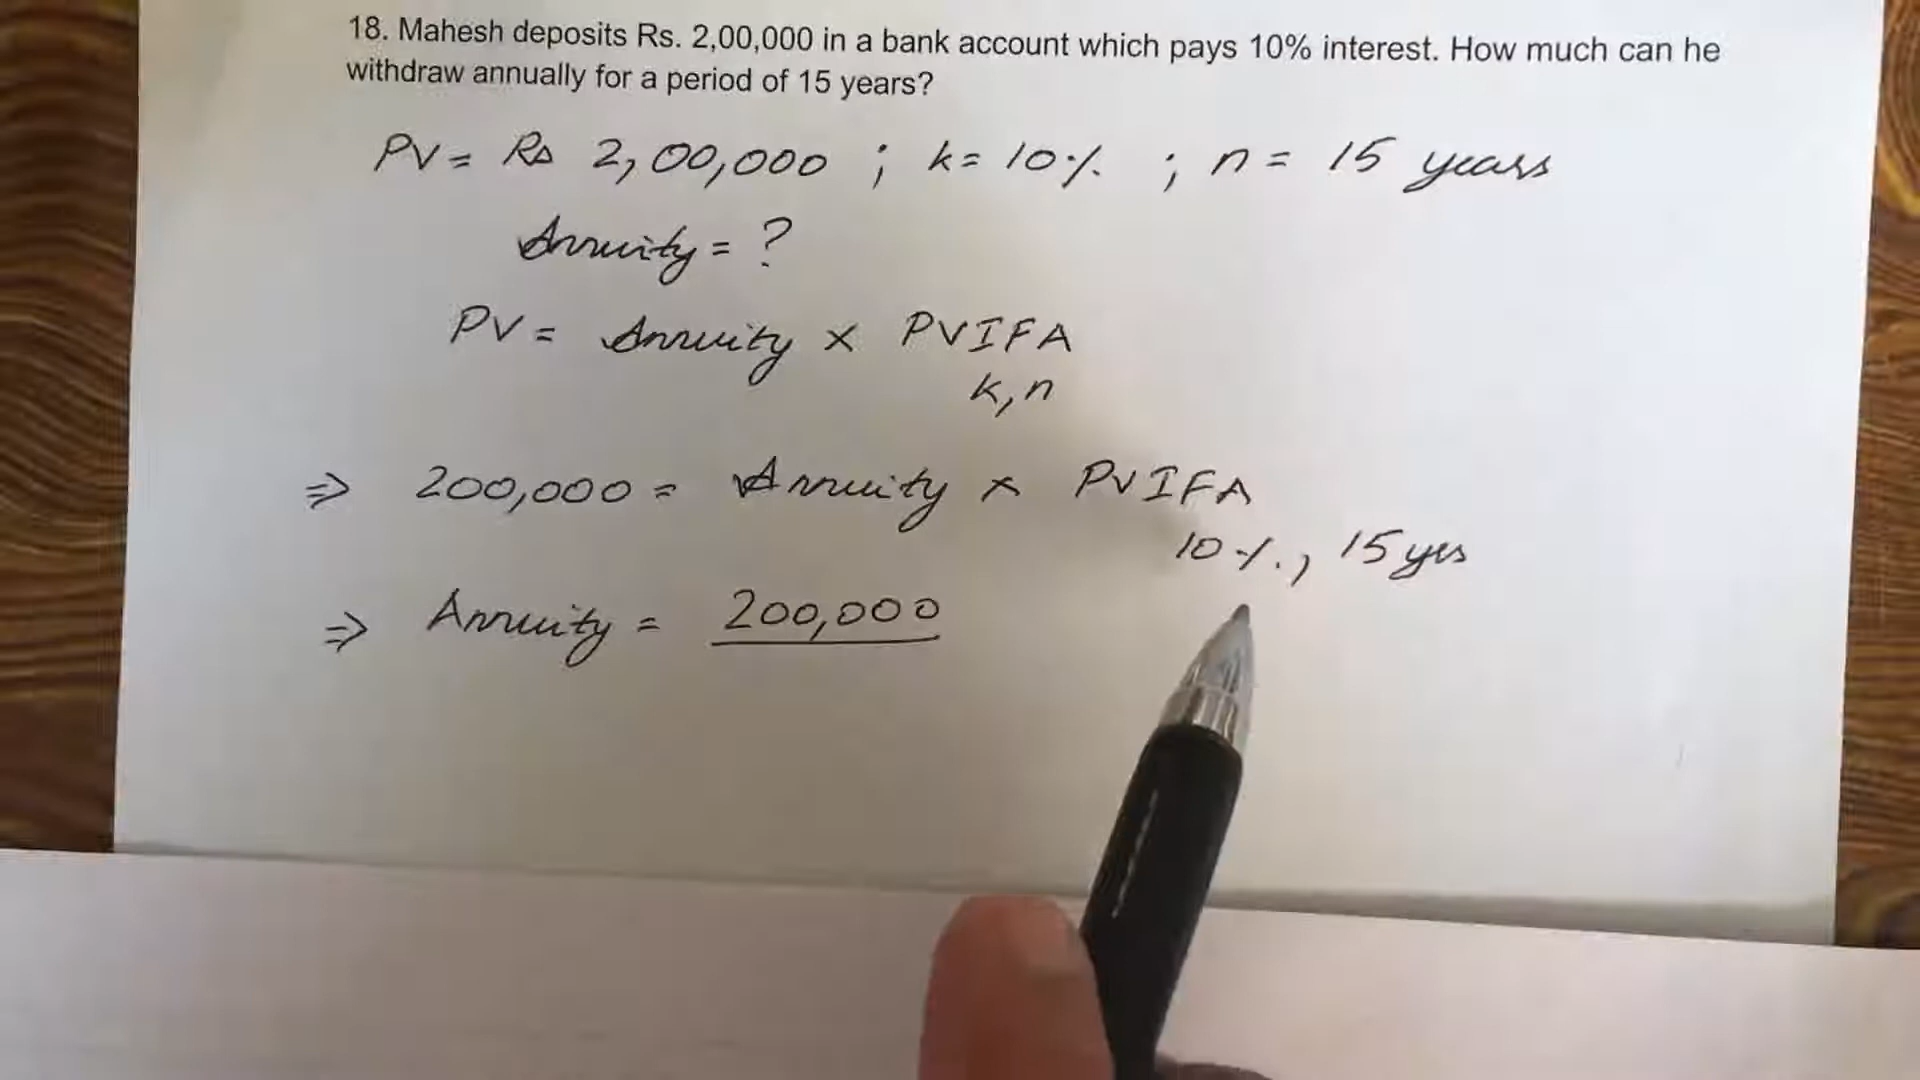 18. Mahesh deposits Rs. 2,00,000 in a bank account which pays 10% interest. How much can he
withdraw annually for a period of 15 years?
PV = Rs 2,00,000 ; k = 10% ; n = 15 years
Annuity = ?
PV = Annuity × PVIFA
k, n
⇒ 200,000 = Annuity × PVIFA
10%, 15 yrs
⇒ Annuity = 200,000